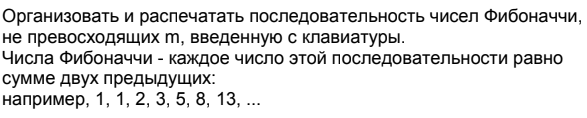 Организовать и распечатать последовательность чисел Фибоначчи,
не превосходящих m, введенную с клавиатуры.
Числа Фибоначчи - каждое число этой последовательности равно
сумме двух предыдущих:
например, 1, 1, 2, 3, 5, 8, 13, ...